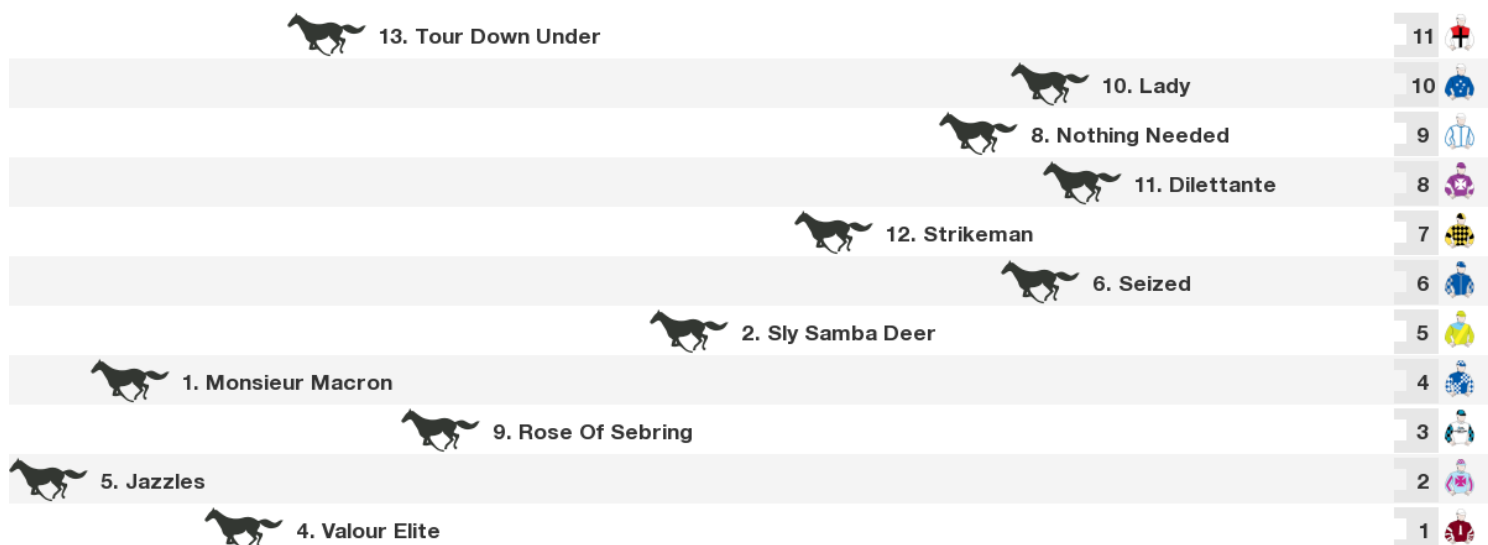 13. Tour Down Under 11
10. Lady 10
8. Nothing Needed 9
11. Dilettante 8
12. Strikeman 7
6. Seized 6
2. Sly Samba Deer 5
1. Monsieur Macron 4
9. Rose Of Sebring 3
5. Jazzles 2
4. Valour Elite 1